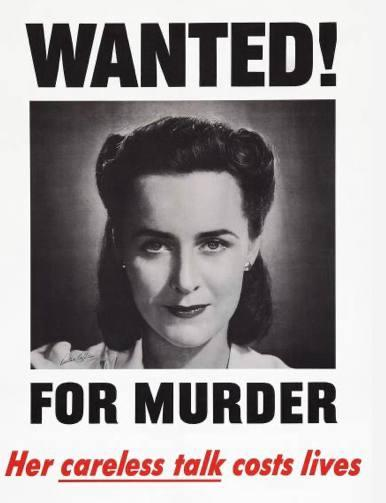 WANTED!
FOR MURDER
Her careless talk costs lives